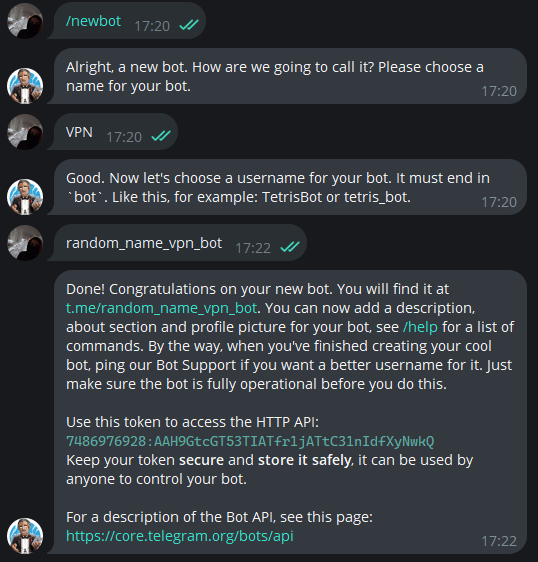 /newbot 17:20
Alright, a new bot. How are we going to call it? Please choose a
name for your bot.
17:20
VPN 17:20
Good. Now let's choose a username for your bot. It must end in
`bot`. Like this, for example: TetrisBot or tetris_bot.
17:20
random_name_vpn_bot 17:22
Done! Congratulations on your new bot. You will find it at
t.me/random_name_vpn_bot. You can now add a description,
about section and profile picture for your bot, see /help for a list of
commands. By the way, when you've finished creating your cool
bot, ping our Bot Support if you want a better username for it. Just
make sure the bot is fully operational before you do this.
Use this token to access the HTTP API:
7486976928:AAH9GtcGT53TIATfr1jATtC31nIdfXyNwkQ
Keep your token secure and store it safely, it can be used by
anyone to control your bot.
For a description of the Bot API, see this page:
https://core.telegram.org/bots/api
17:22